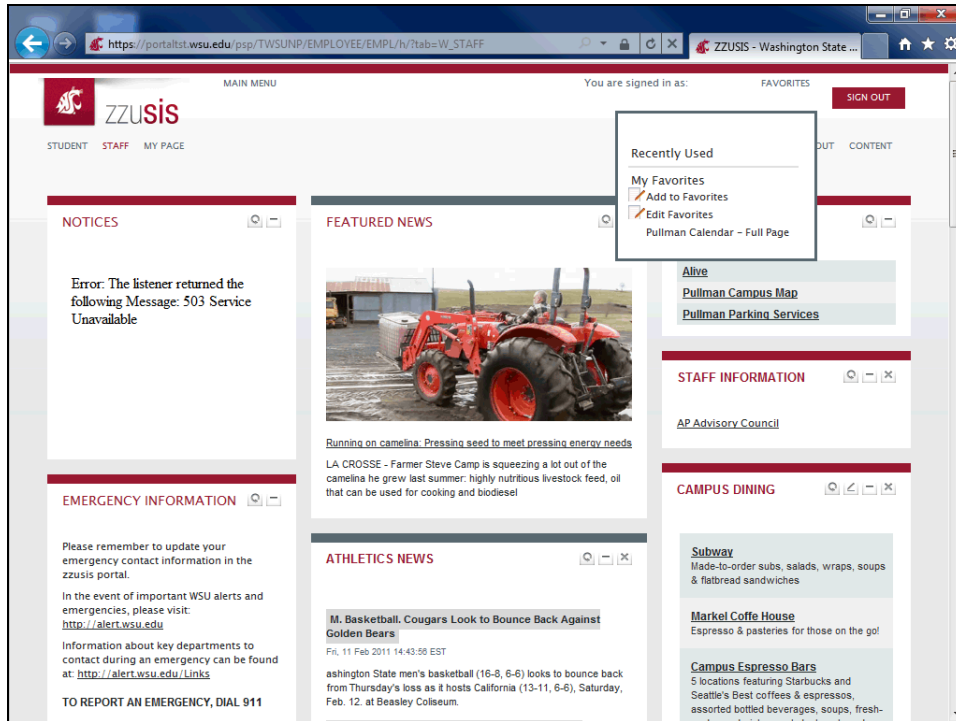 https://portaltst.wsu.edu/psp/TWSUNP/EMPLOYEE/EMPL/h/?tab=W_STAFF
ZZUSIS - Washington State ...
MAIN MENU
You are signed in as:
FAVORITES
SIGN OUT
zzusis
STUDENT STAFF MY PAGE
CONTENT
Recently Used
My Favorites
Add to Favorites
Edit Favorites
Pullman Calendar – Full Page
NOTICES
Error: The listener returned the
following Message: 503 Service
Unavailable
EMERGENCY INFORMATION
Please remember to update your
emergency contact information in the
zzusis portal.
In the event of important WSU alerts and
emergencies, please visit:
http://alert.wsu.edu
Information about key departments to
contact during an emergency can be found
at: http://alert.wsu.edu/Links
TO REPORT AN EMERGENCY, DIAL 911
FEATURED NEWS
Running on camelina: Pressing seed to meet pressing energy needs
LA CROSSE - Farmer Steve Camp is squeezing a lot out of the
camelina he grew last summer: highly nutritious livestock feed, oil
that can be used for cooking and biodiesel
ATHLETICS NEWS
M. Basketball. Cougars Look to Bounce Back Against
Golden Bears
Fri, 11 Feb 2011 14:43:56 EST
ashington State men's basketball (16-8, 6-6) looks to bounce back
from Thursday's loss as it hosts California (13-11, 6-6), Saturday,
Feb. 12. at Beasley Coliseum.
Alive
Pullman Campus Map
Pullman Parking Services
STAFF INFORMATION
AP Advisory Council
CAMPUS DINING
Subway
Made-to-order subs, salads, wraps, soups
& flatbread sandwiches
Markel Coffe House
Espresso & pasteries for those on the go!
Campus Espresso Bars
5 locations featuring Starbucks and
Seattle's Best coffees & espressos,
assorted bottled beverages, soups, fresh-